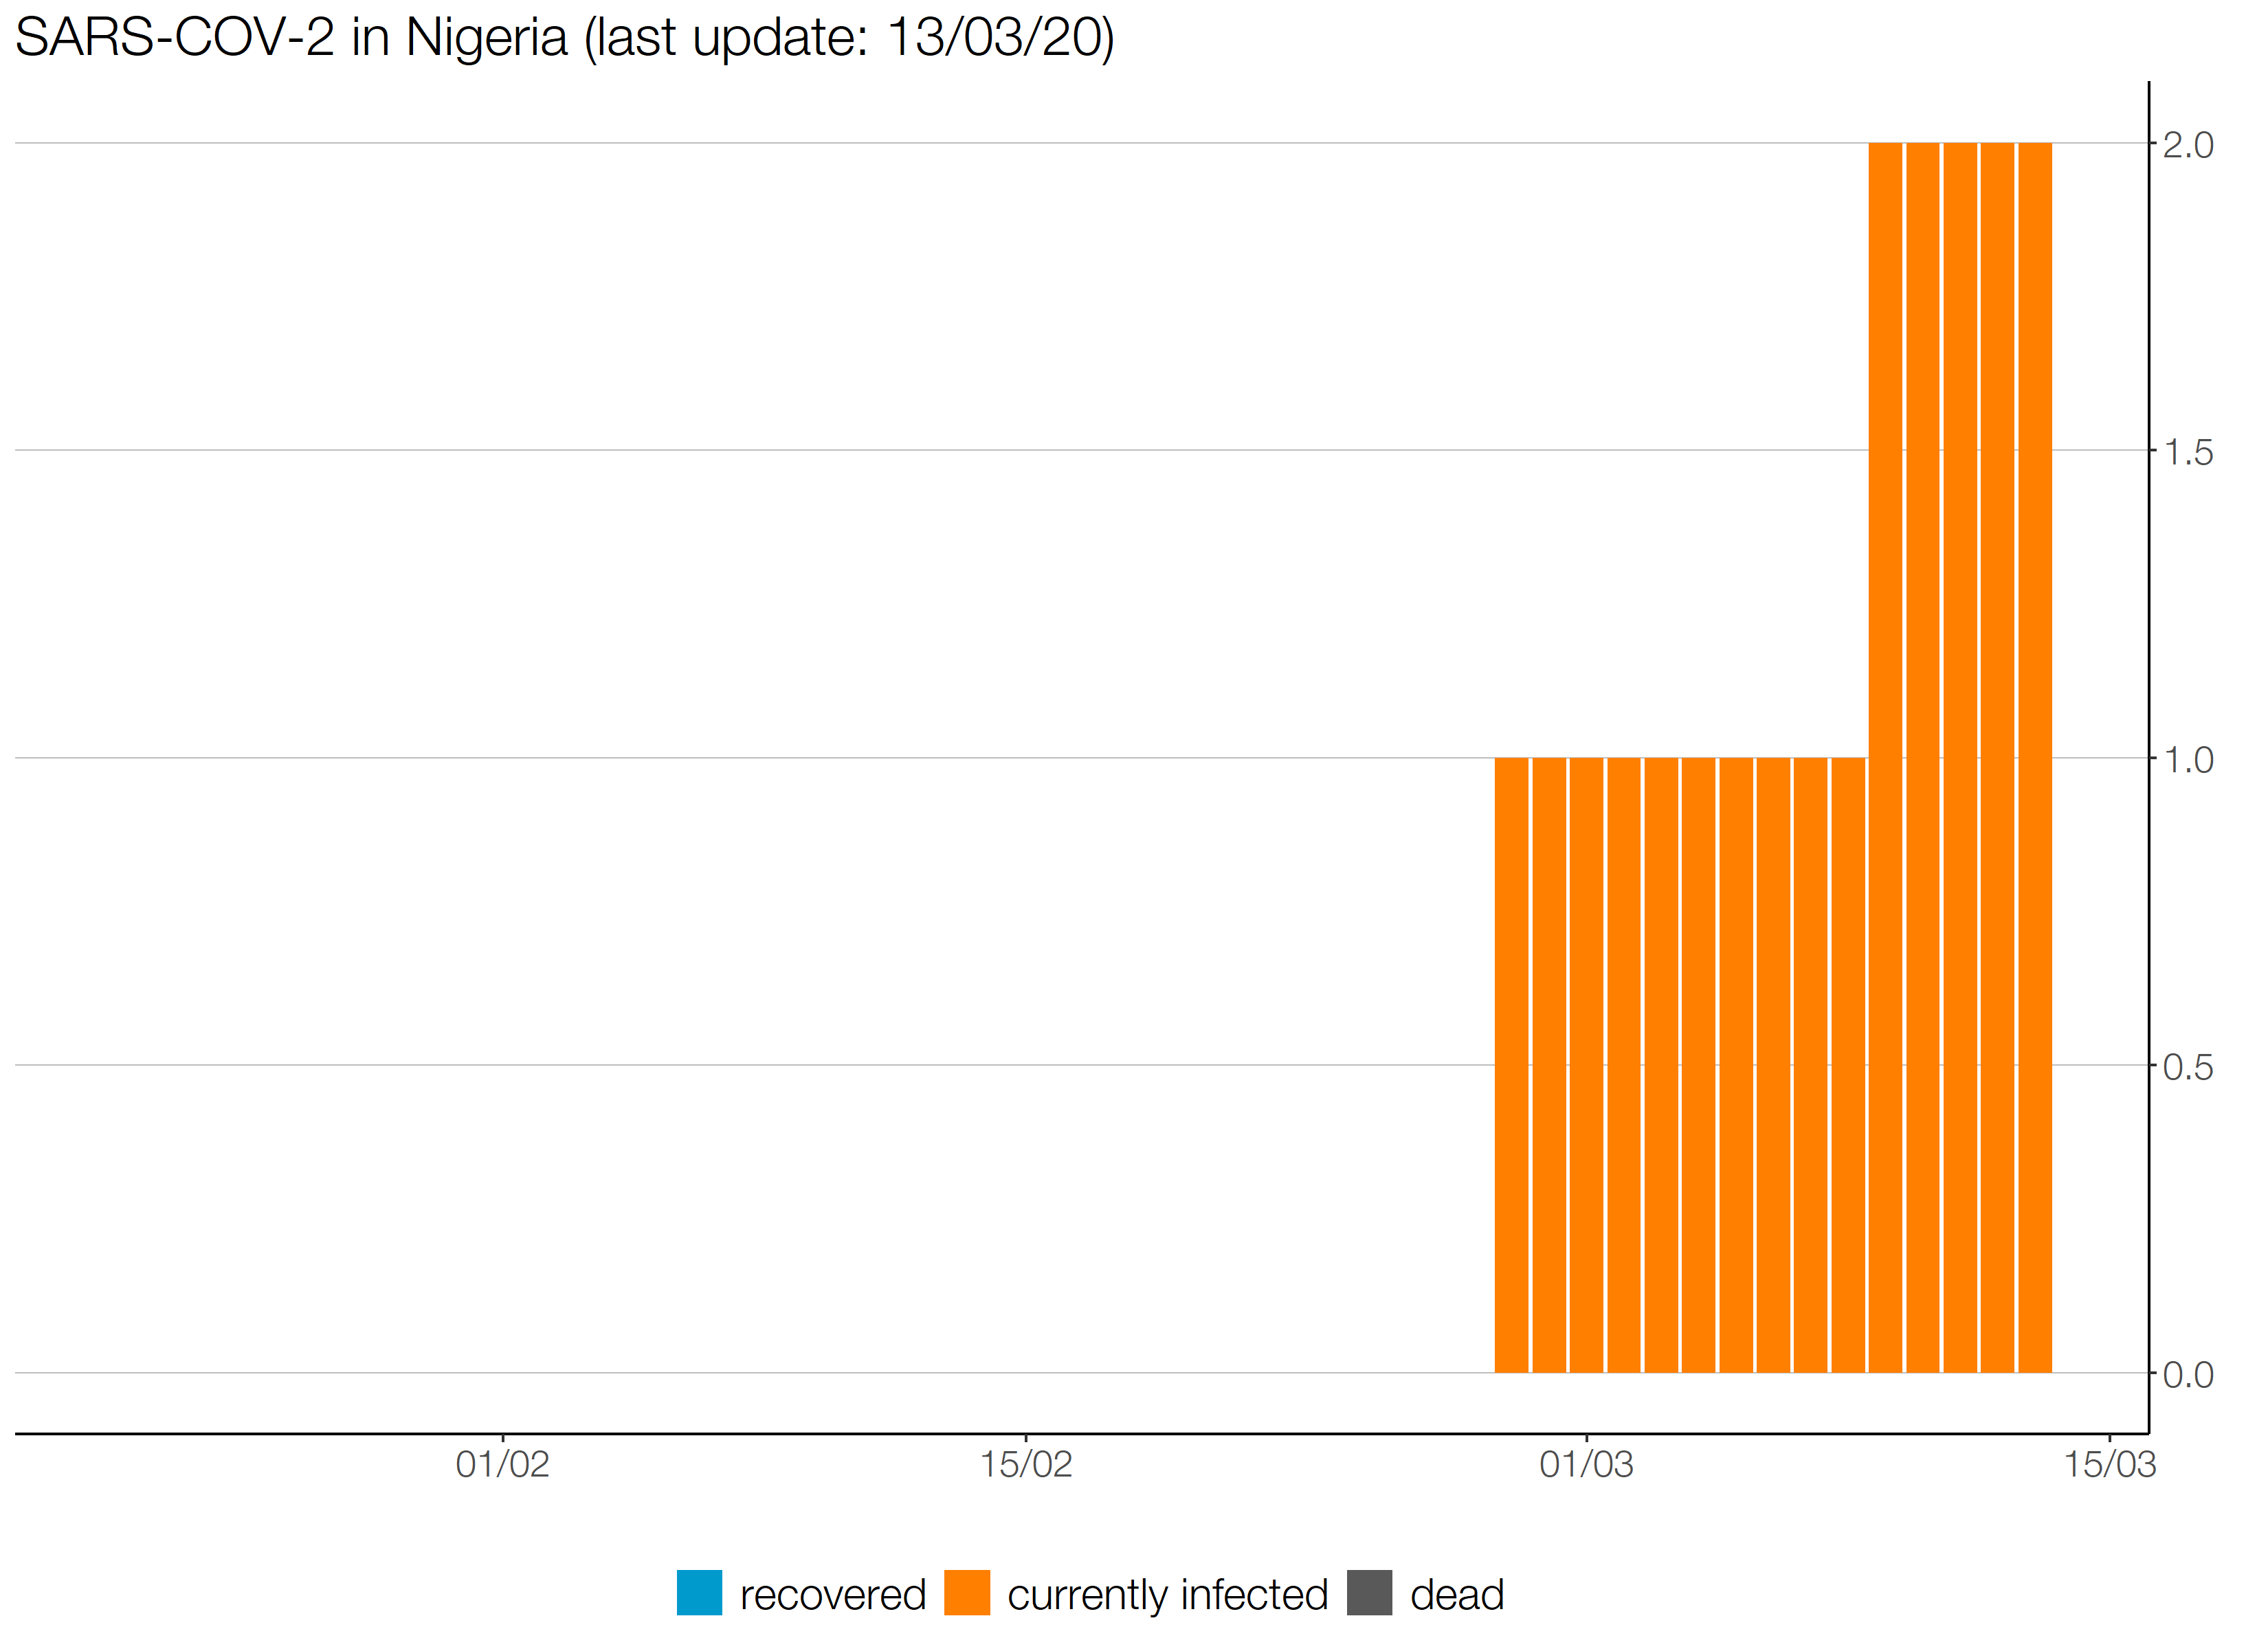 SARS-COV-2 in Nigeria (last update: 13/03/20)
2.0
1.5
1.0
0.5
0.0
01/02 15/02 01/03 15/03
recovered currently infected dead